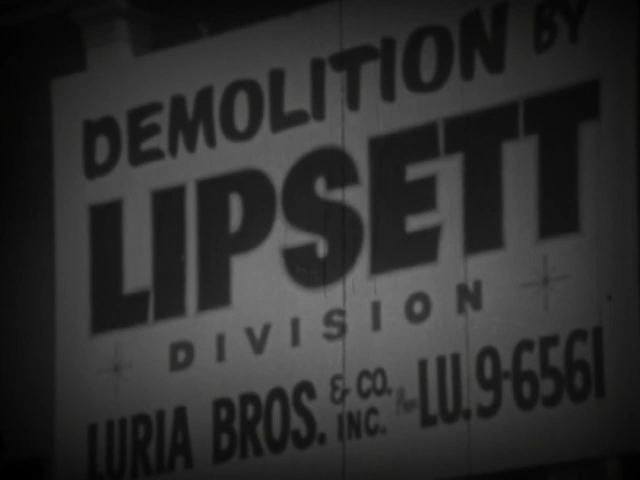 DEMOLITION BY
LIPSETT
DIVISION
LURIA BROS. & CO. INC. LU. 9-6561